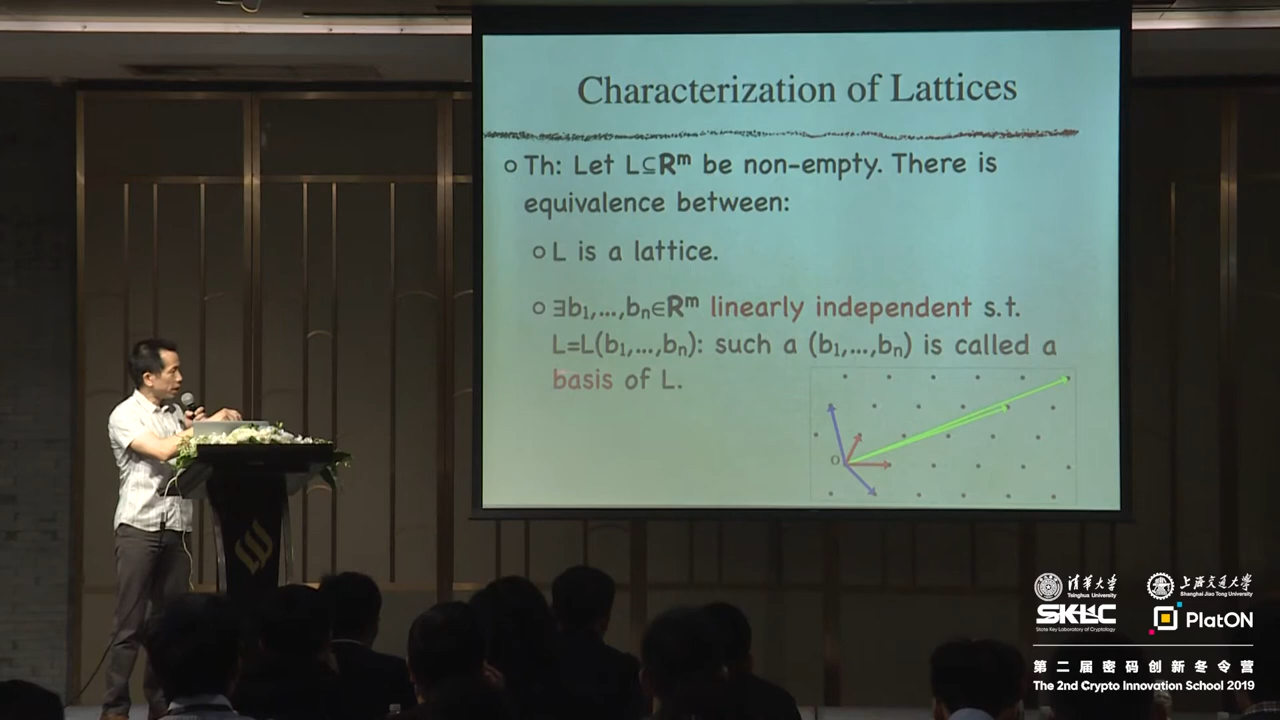 Characterization of Lattices
Th: Let L⊆Rᵐ be non-empty. There is
equivalence between:
L is a lattice.
∃b₁,...,bₙ∈Rᵐ linearly independent s.t.
L=L(b₁,...,bₙ): such a (b₁,...,bₙ) is called a
basis of L.
O
清华大学
Tsinghua University
上海交通大学
Shanghai Jiao Tong University
SKLC
State Key Laboratory of Cryptology
PlatON
第二届密码创新冬令营
The 2nd Crypto Innovation School 2019